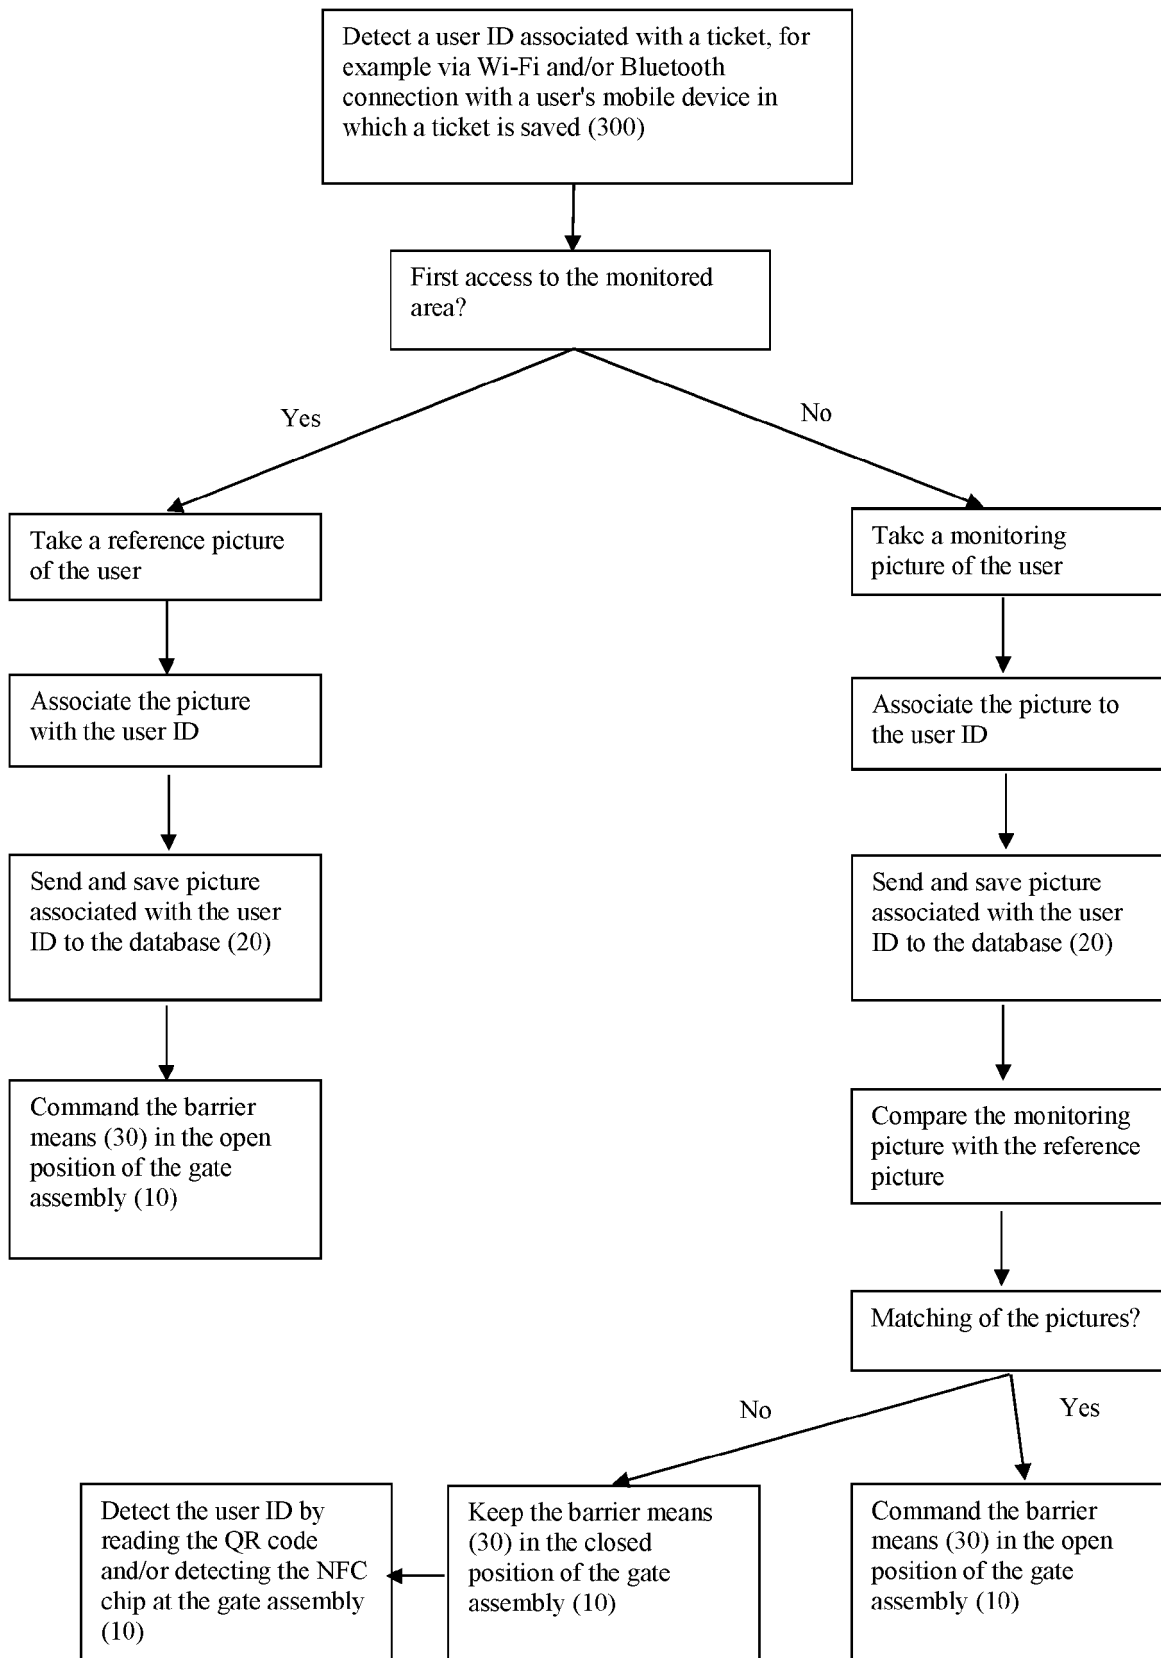 Detect a user ID associated with a ticket, for
example via Wi-Fi and/or Bluetooth
connection with a user's mobile device in
which a ticket is saved (300)
First access to the monitored
area?
Yes
No
Take a reference picture
of the user
Take a monitoring
picture of the user
Associate the picture
with the user ID
Associate the picture to
the user ID
Send and save picture
associated with the user
ID to the database (20)
Send and save picture
associated with the user
ID to the database (20)
Command the barrier
means (30) in the open
position of the gate
assembly (10)
Compare the monitoring
picture with the reference
picture
Matching of the pictures?
No
Yes
Detect the user ID by
reading the QR code
and/or detecting the NFC
chip at the gate assembly
(10)
Keep the barrier means
(30) in the closed
position of the gate
assembly (10)
Command the barrier
means (30) in the open
position of the gate
assembly (10)